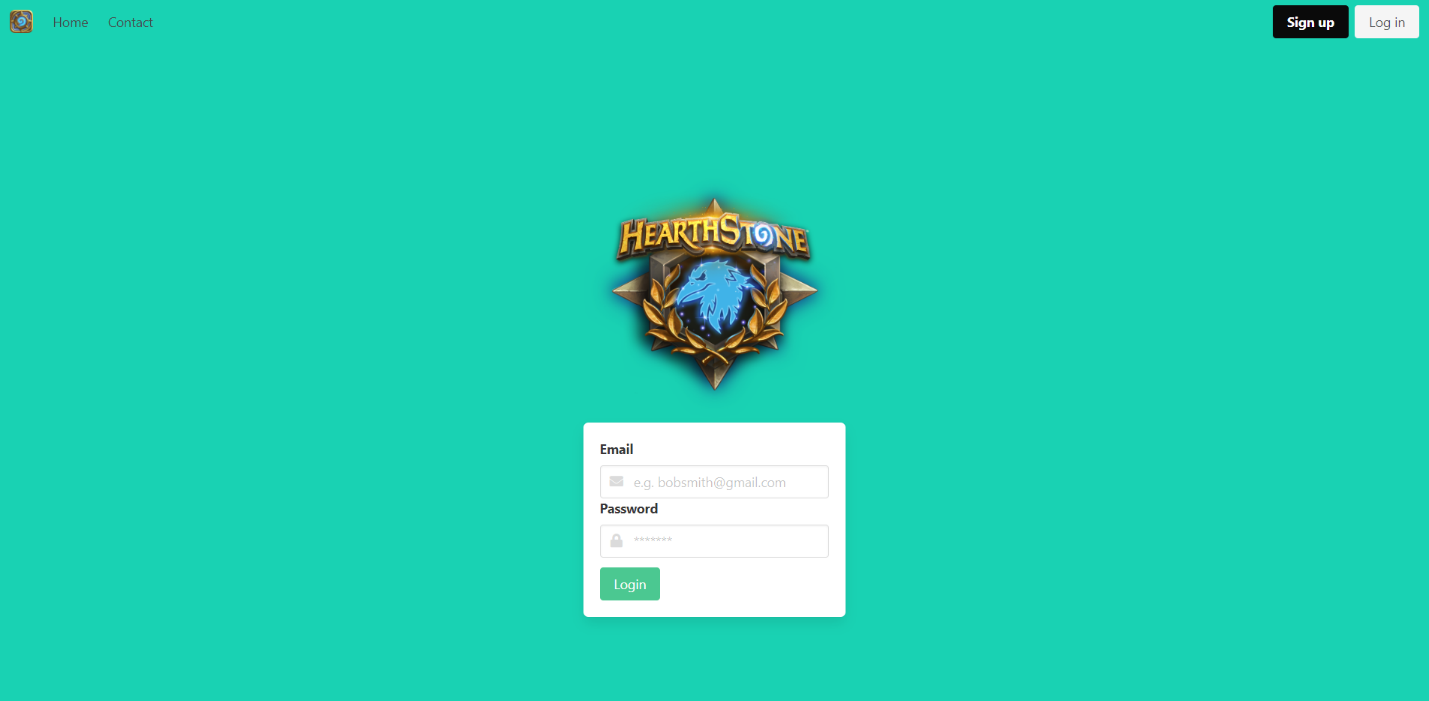 Home Contact Sign up Log in
HEARTHSTONE
Email
e.g. bobsmith@gmail.com
Password
*******
Login